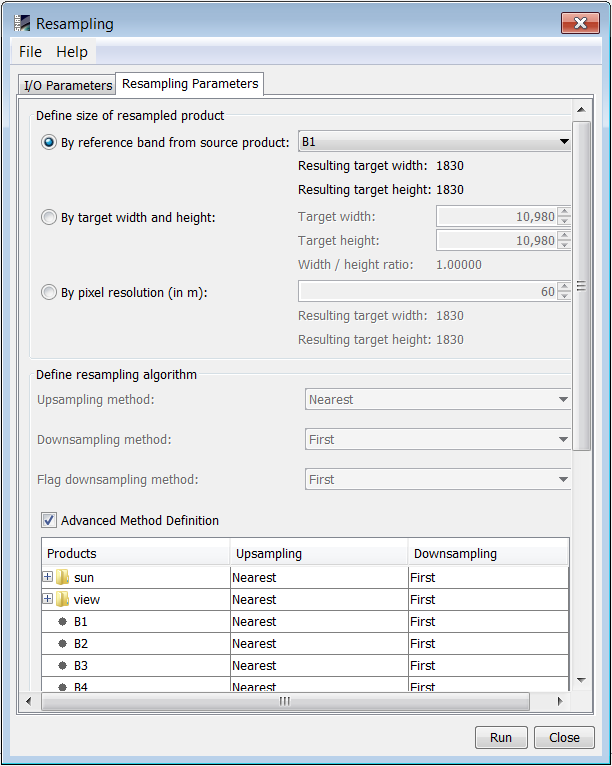 Resampling
File Help
I/O Parameters Resampling Parameters
Define size of resampled product
By reference band from source product: B1
Resulting target width: 1830
Resulting target height: 1830
By target width and height: Target width: 10,980
Target height: 10,980
Width / height ratio: 1.00000
By pixel resolution (in m): 60
Resulting target width: 1830
Resulting target height: 1830
Define resampling algorithm
Upsampling method: Nearest
Downsampling method: First
Flag downsampling method: First
Advanced Method Definition
Products Upsampling Downsampling
sun Nearest First
view Nearest First
B1 Nearest First
B2 Nearest First
B3 Nearest First
B4 Nearest First
Run Close